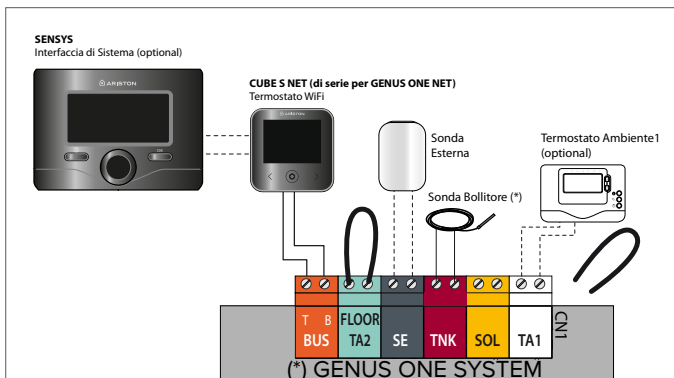 SENSYS
Interfaccia di Sistema (optional)
ARISTON
CUBE S NET (di serie per GENUS ONE NET)
Termostato WiFi
ARISTON
Sonda
Esterna
Termostato Ambiente1
(optional)
Sonda Bollitore (*)
T B
BUS
FLOOR
TA2
SE
TNK
SOL
TA1
CN1
(*) GENUS ONE SYSTEM